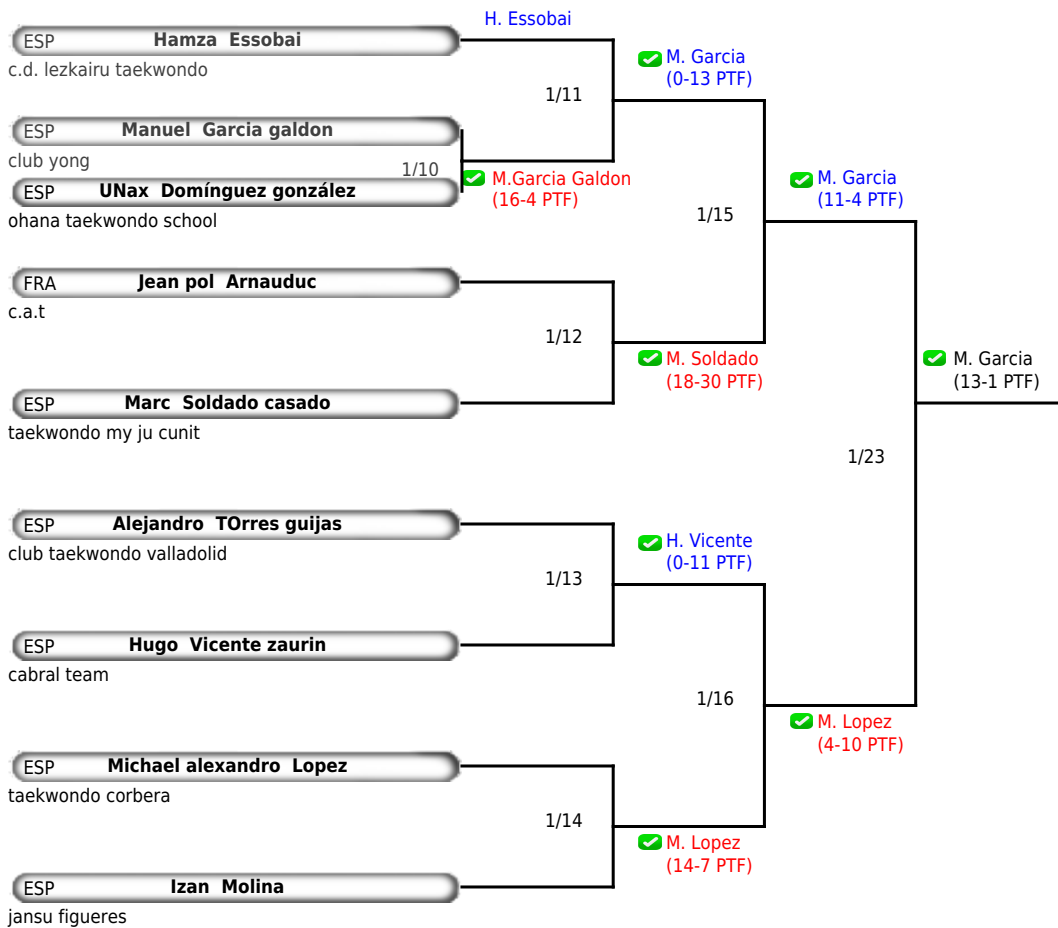 H. Essobai
ESP Hamza Essobai
c.d. lezkairu taekwondo
M. Garcia
(0-13 PTF)
1/11
ESP Manuel Garcia galdon
club yong
1/10
M.Garcia Galdon
(16-4 PTF)
ESP UNax Domínguez gonzález
ohana taekwondo school
M. Garcia
(11-4 PTF)
1/15
FRA Jean pol Arnauduc
c.a.t
1/12
M. Soldado
(18-30 PTF)
M. Garcia
(13-1 PTF)
ESP Marc Soldado casado
taekwondo my ju cunit
1/23
ESP Alejandro TOrres guijas
club taekwondo valladolid
H. Vicente
(0-11 PTF)
1/13
ESP Hugo Vicente zaurin
cabral team
1/16
M. Lopez
(4-10 PTF)
ESP Michael alexandro Lopez
taekwondo corbera
1/14
M. Lopez
(14-7 PTF)
ESP Izan Molina
jansu figueres